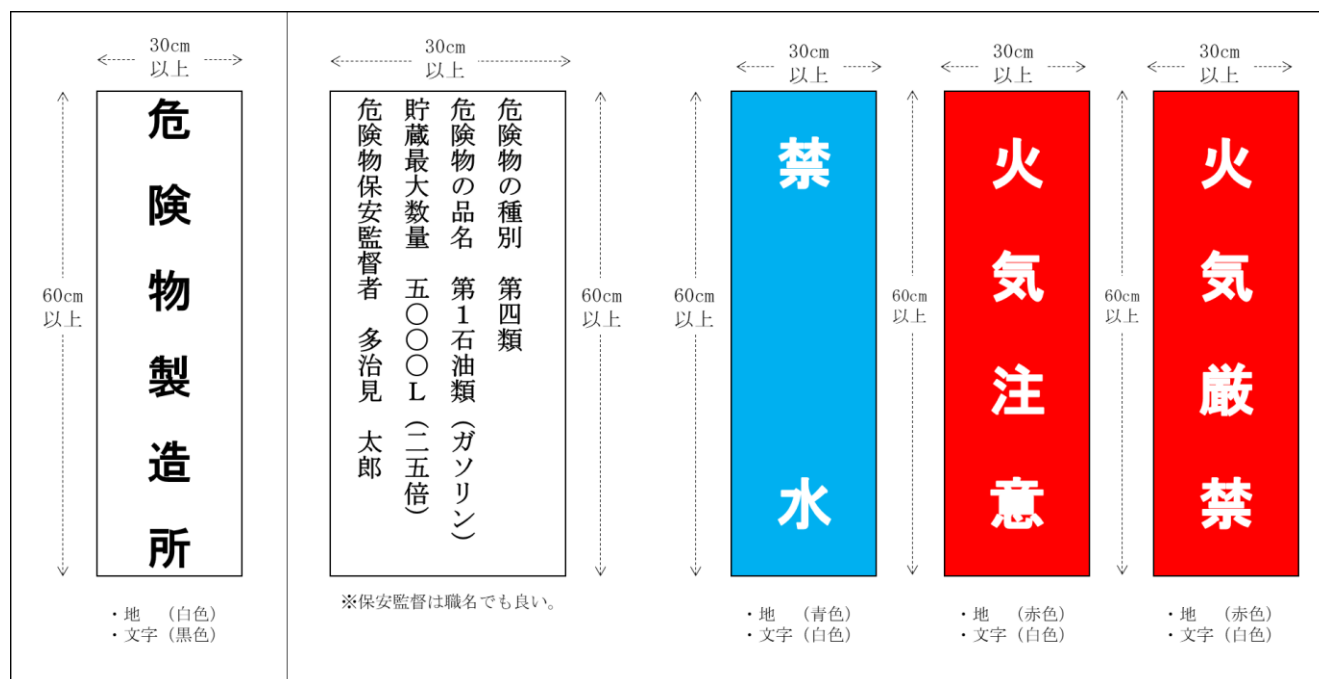 30cm
以上
60cm
以上
危険物製造所
・地　（白色）
・文字（黒色）
30cm
以上
危険物の種別　第四類
危険物の品名　第１石油類（ガソリン）
貯蔵最大数量　五〇〇〇L（二五倍）
危険物保安監督者　多治見　太郎
60cm
以上
※保安監督は職名でも良い。
30cm
以上
60cm
以上
禁水
・地　（青色）
・文字（白色）
30cm
以上
60cm
以上
火気注意
・地　（赤色）
・文字（白色）
30cm
以上
60cm
以上
火気厳禁
・地　（赤色）
・文字（白色）